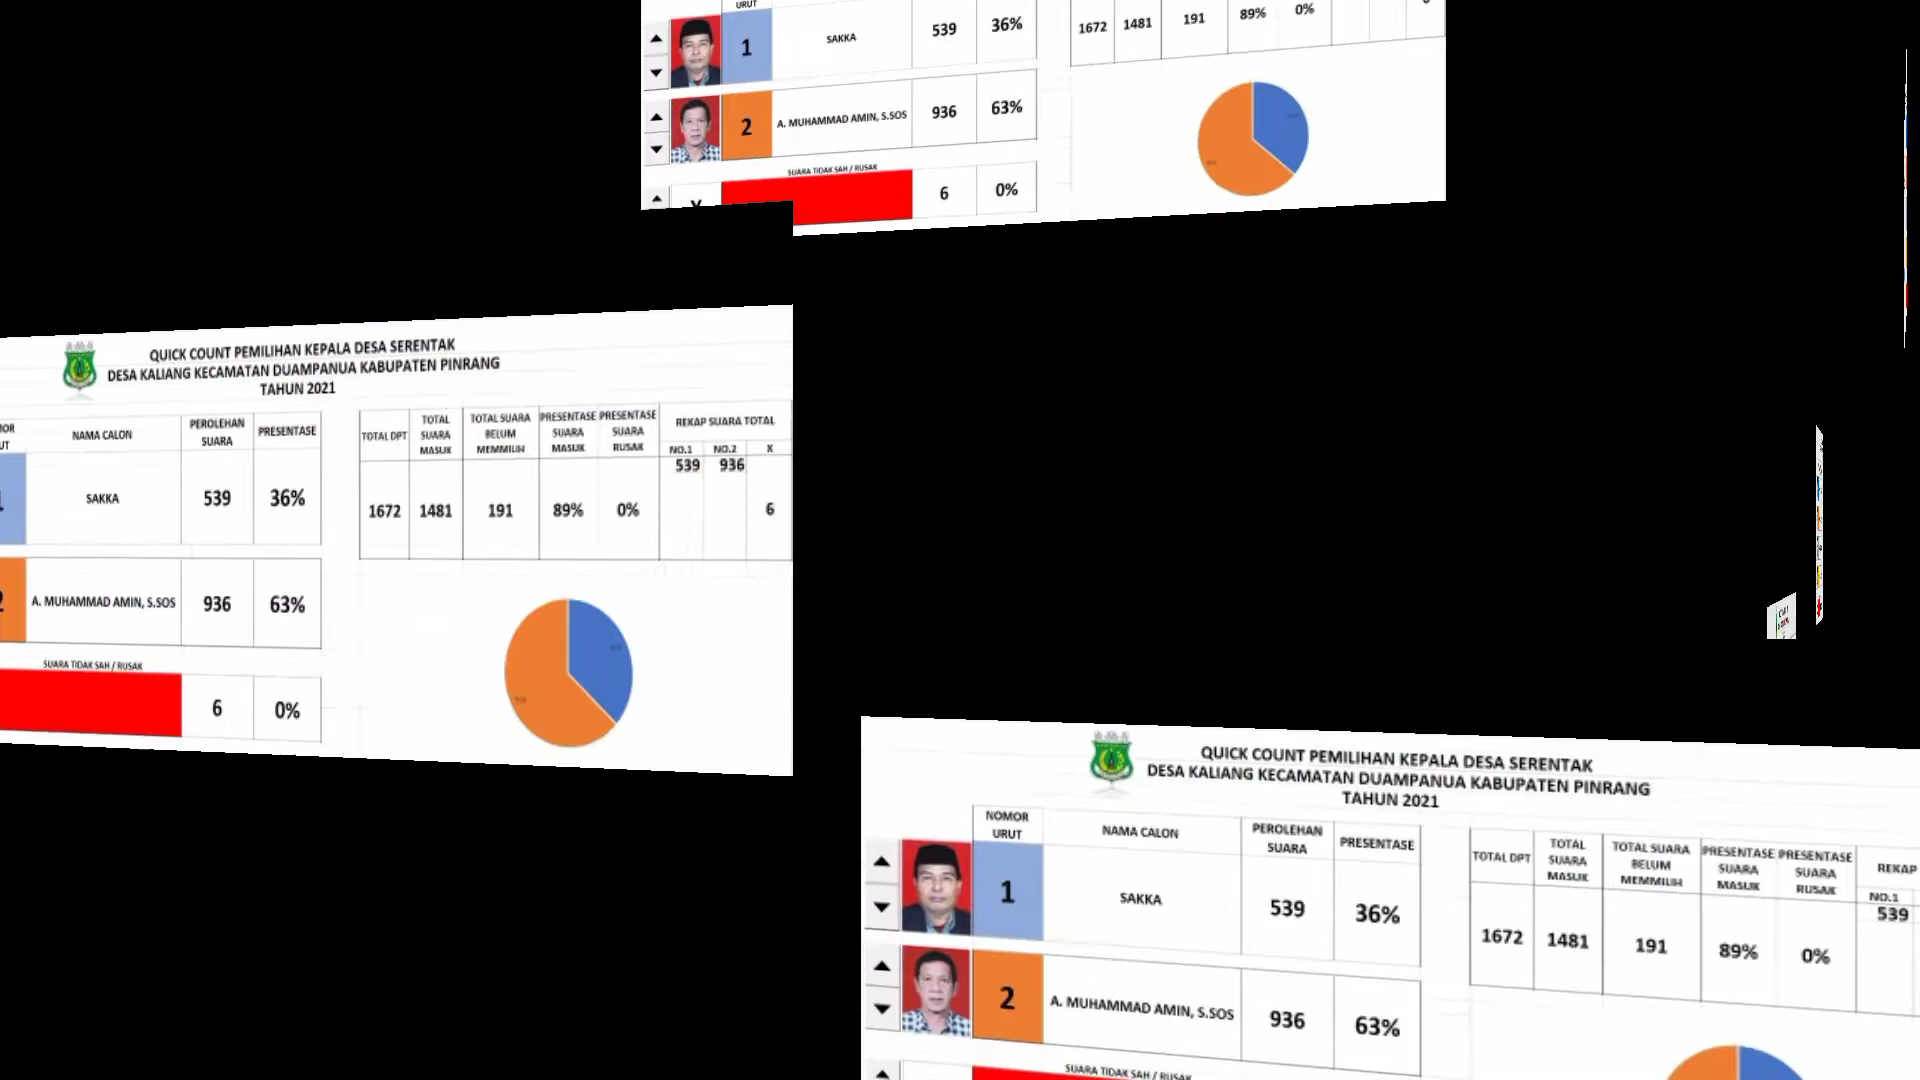 URUT
1 SAKKA 539 36%
1672 1481 191 89% 0%
2 A. MUHAMMAD AMIN, S.SOS 936 63%
SUARA TIDAK SAH / RUSAK
6 0%
QUICK COUNT PEMILIHAN KEPALA DESA SERENTAK
DESA KALIANG KECAMATAN DUAMPANUA KABUPATEN PINRANG
TAHUN 2021
NAMA CALON PEROLEHAN SUARA PRESENTASE
SAKKA 539 36%
A. MUHAMMAD AMIN, S.SOS 936 63%
SUARA TIDAK SAH / RUSAK
6 0%
TOTAL DPT TOTAL SUARA MASUK TOTAL SUARA BELUM MEMMILIH PRESENTASE SUARA MASUK PRESENTASE SUARA RUSAK REKAP SUARA TOTAL
NO.1 NO.2 X
539 936
1672 1481 191 89% 0% 6
QUICK COUNT PEMILIHAN KEPALA DESA SERENTAK
DESA KALIANG KECAMATAN DUAMPANUA KABUPATEN PINRANG
TAHUN 2021
NOMOR URUT NAMA CALON PEROLEHAN SUARA PRESENTASE
1 SAKKA 539 36%
2 A. MUHAMMAD AMIN, S.SOS 936 63%
SUARA TIDAK SAH / RUSAK
TOTAL DPT TOTAL SUARA MASUK TOTAL SUARA BELUM MEMMILIH PRESENTASE SUARA MASUK PRESENTASE SUARA RUSAK REKAP
NO.1
539
1672 1481 191 89% 0%